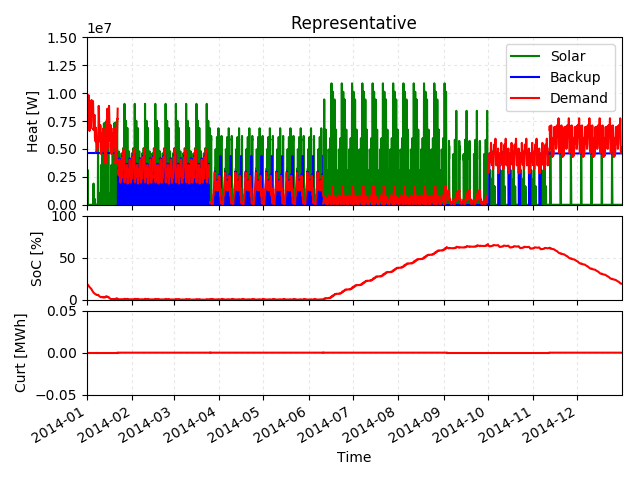 Representative
1e7
1.50
1.25
1.00
0.75
0.50
0.25
0.00
Heat [W]
Solar
Backup
Demand
100
50
0
SoC [%]
0.05
0.00
−0.05
Curt [MWh]
2014-01
2014-02
2014-03
2014-04
2014-05
2014-06
2014-07
2014-08
2014-09
2014-10
2014-11
2014-12
Time